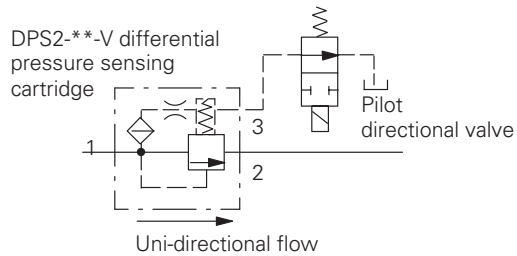 DPS2-**-V differential
pressure sensing
cartridge
Pilot
directional valve
3
1
2
Uni-directional flow